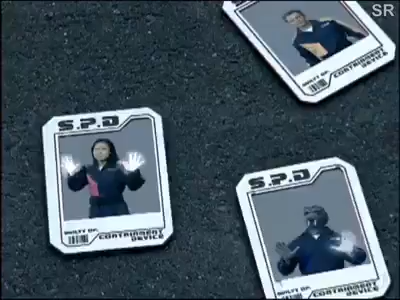 SR
GUILTY OF:
CONTAINMENT
DEVICE
S.P.D
GUILTY OF:
CONTAINMENT
DEVICE
S.P.D
GUILTY OF:
CONTAINMENT
DEVICE